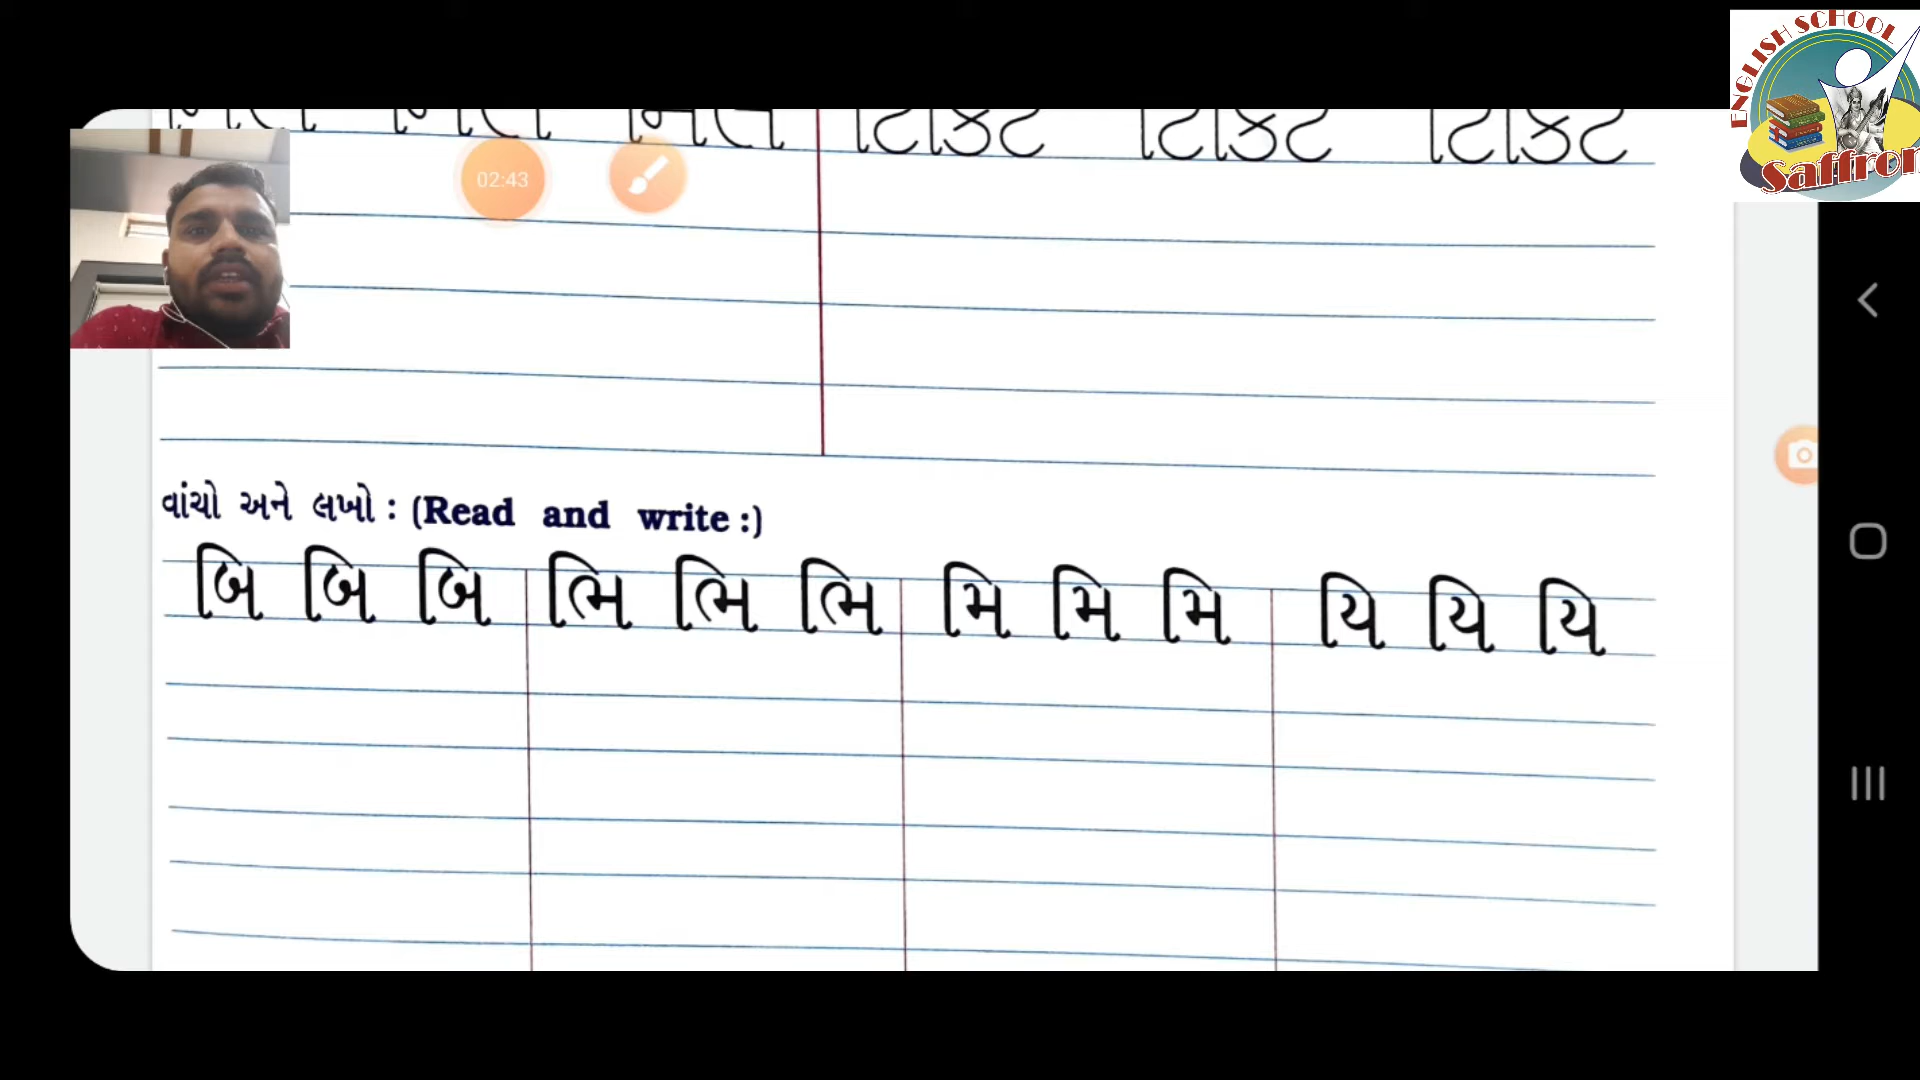 ટિકિટ ટિકિટ ટિકિટ
02:43
ENGLISH SCHOOL
Saffron
વાંચો અને લખો : (Read and write :)
બિ બિ બિ ભિ ભિ ભિ મિ મિ મિ યિ યિ યિ